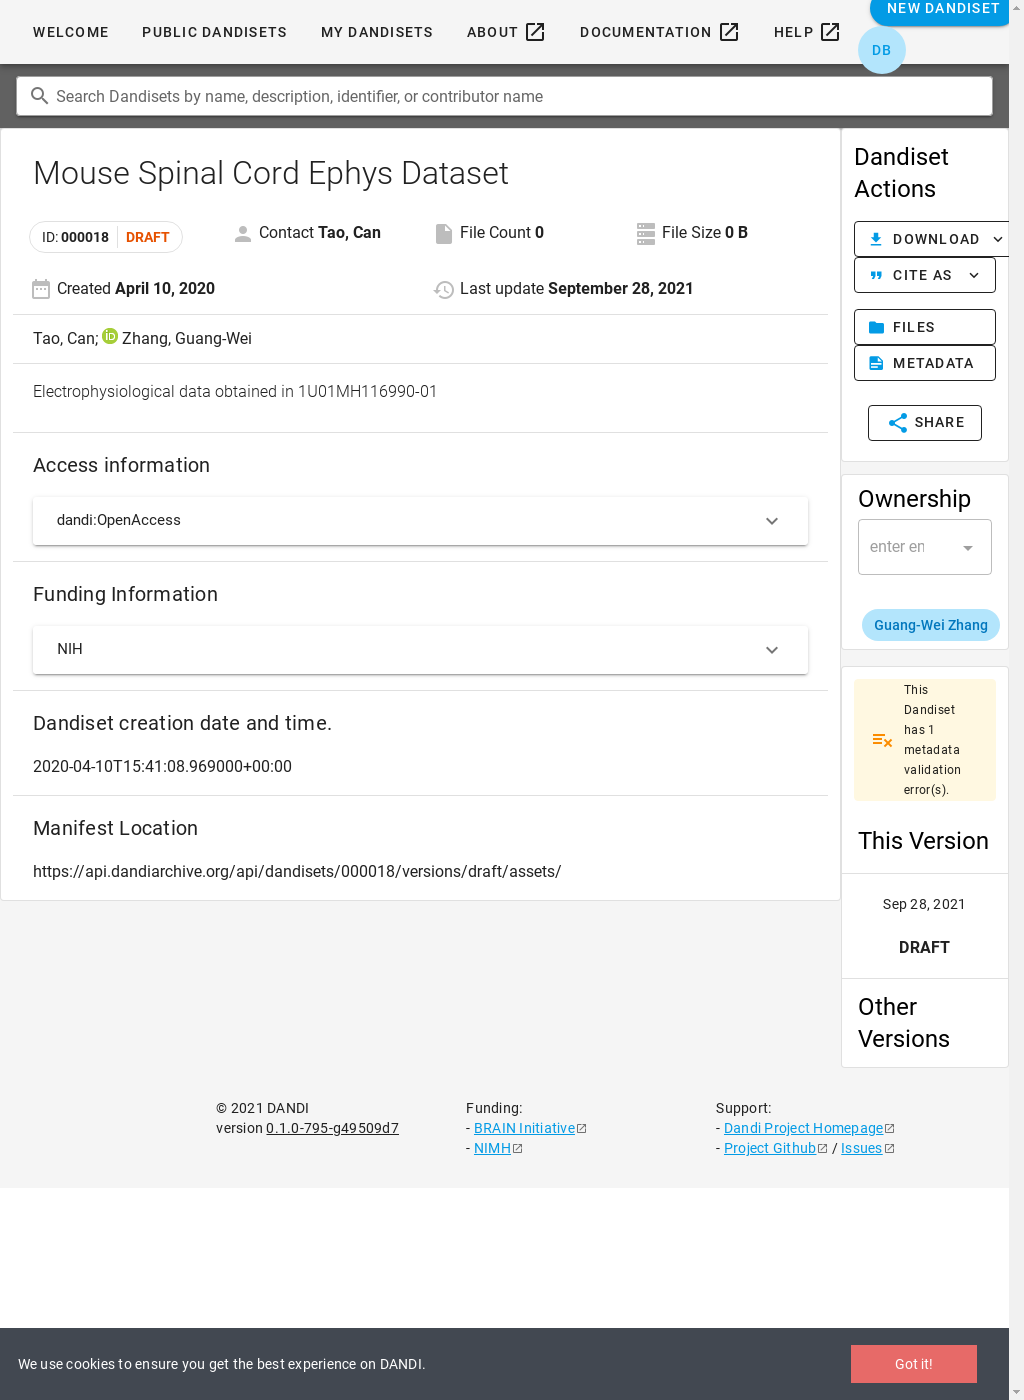 WELCOME
PUBLIC DANDISETS
MY DANDISETS
ABOUT
DOCUMENTATION
HELP
NEW DANDISET
DB
Search Dandisets by name, description, identifier, or contributor name
Mouse Spinal Cord Ephys Dataset
ID: 000018 DRAFT
Contact Tao, Can
File Count 0
File Size 0 B
Created April 10, 2020
Last update September 28, 2021
Tao, Can; iD Zhang, Guang-Wei
Electrophysiological data obtained in 1U01MH116990-01
Access information
dandi:OpenAccess
Funding Information
NIH
Dandiset creation date and time.
2020-04-10T15:41:08.969000+00:00
Manifest Location
https://api.dandiarchive.org/api/dandisets/000018/versions/draft/assets/
Dandiset
Actions
DOWNLOAD
CITE AS
FILES
METADATA
SHARE
Ownership
enter en
Guang-Wei Zhang
This
Dandiset
has 1
metadata
validation
error(s).
This Version
Sep 28, 2021
DRAFT
Other
Versions
© 2021 DANDI
version 0.1.0-795-g49509d7
Funding:
- BRAIN Initiative
- NIMH
Support:
- Dandi Project Homepage
- Project Github / Issues
We use cookies to ensure you get the best experience on DANDI.
Got it!